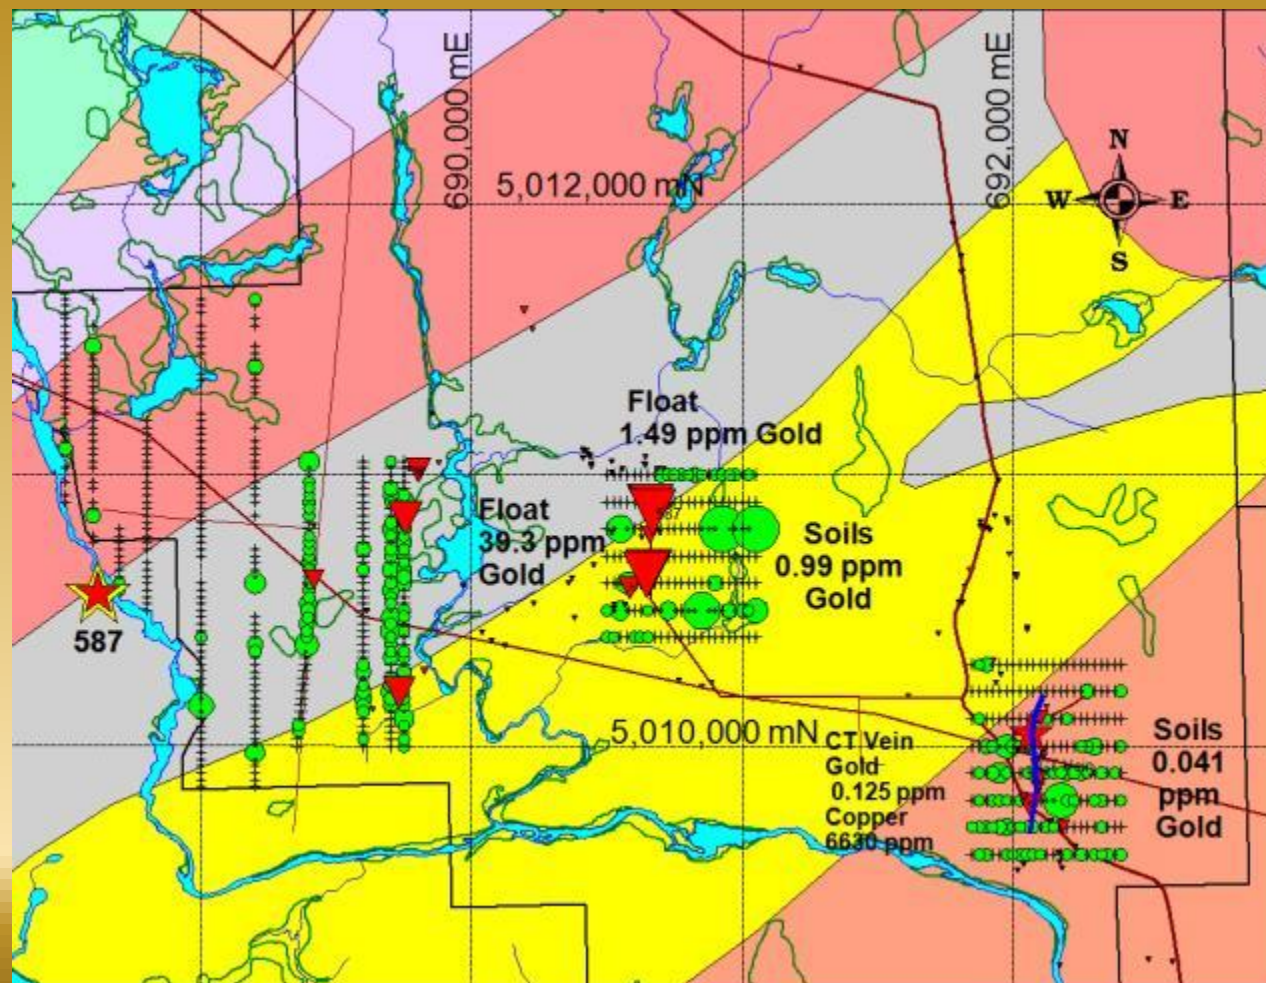 690,000 mE
692,000 mE
N
5,012,000 mN
W
E
S
Float
1.49 ppm Gold
Float
39.3 ppm
Gold
587
Soils
0.99 ppm
Gold
587
5,010,000 mN
CT Vein
Gold
0.125 ppm
Copper
6630 ppm
Soils
0.041
ppm
Gold